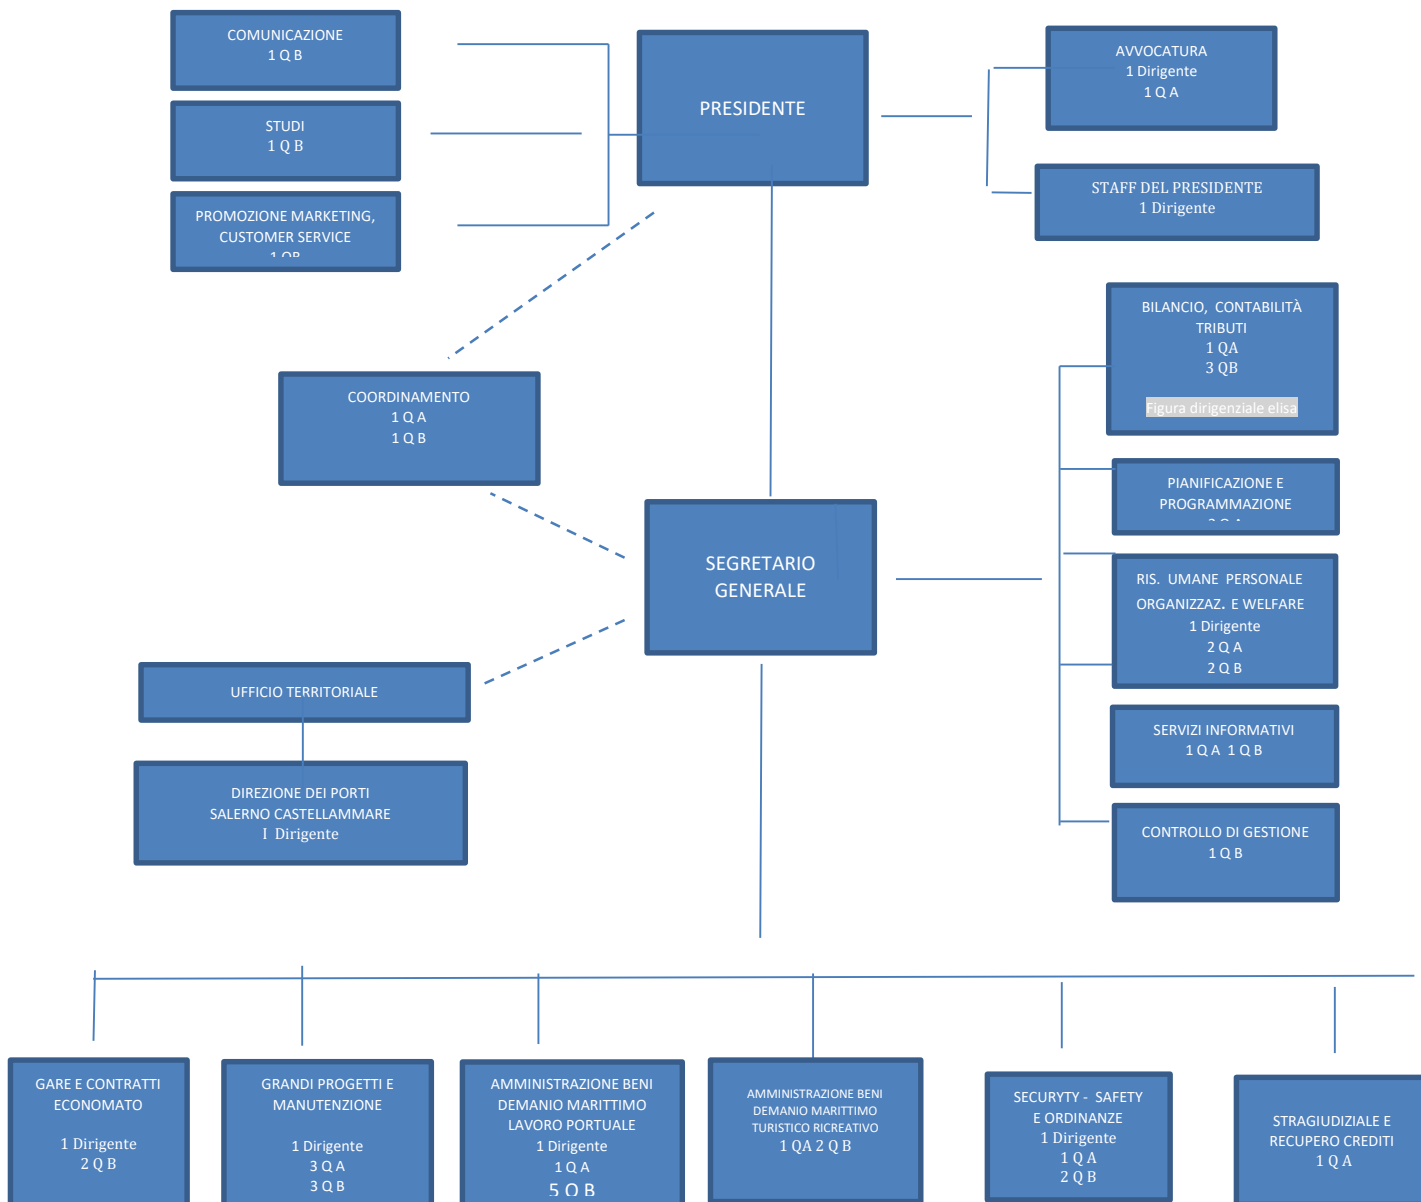 COMUNICAZIONE
1 Q B
STUDI
1 Q B
PROMOZIONE MARKETING,
CUSTOMER SERVICE
1 QB
PRESIDENTE
AVVOCATURA
1 Dirigente
1 Q A
STAFF DEL PRESIDENTE
1 Dirigente
COORDINAMENTO
1 Q A
1 Q B
SEGRETARIO
GENERALE
BILANCIO, CONTABILITÀ
TRIBUTI
1 QA
3 QB
Figura dirigenziale elisa
PIANIFICAZIONE E
PROGRAMMAZIONE
RIS. UMANE PERSONALE
ORGANIZZAZ. E WELFARE
1 Dirigente
2 Q A
2 Q B
SERVIZI INFORMATIVI
1 Q A 1 Q B
CONTROLLO DI GESTIONE
1 Q B
UFFICIO TERRITORIALE
DIREZIONE DEI PORTI
SALERNO CASTELLAMMARE
I Dirigente
GARE E CONTRATTI
ECONOMATO
1 Dirigente
2 Q B
GRANDI PROGETTI E
MANUTENZIONE
1 Dirigente
3 Q A
3 Q B
AMMINISTRAZIONE BENI
DEMANIO MARITTIMO
LAVORO PORTUALE
1 Dirigente
1 Q A
5 Q B
AMMINISTRAZIONE BENI
DEMANIO MARITTIMO
TURISTICO RICREATIVO
1 QA 2 Q B
SECURYTY - SAFETY
E ORDINANZE
1 Dirigente
1 Q A
2 Q B
STRAGIUDIZIALE E
RECUPERO CREDITI
1 Q A